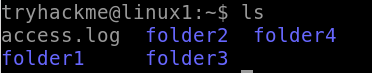 tryhackme@linux1:~$ ls
access.log  folder2  folder4
folder1     folder3